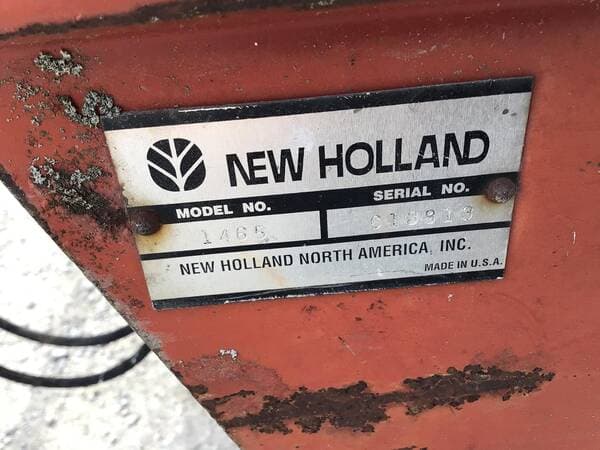 NEW HOLLAND
MODEL NO.
SERIAL NO.
1465
NEW HOLLAND NORTH AMERICA, INC.
MADE IN U.S.A.